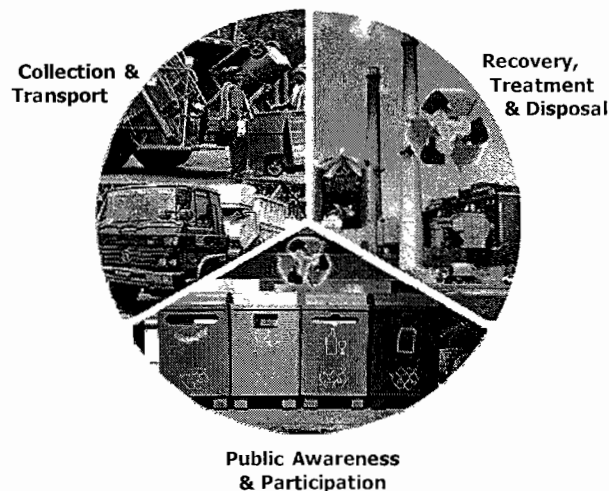 Collection &
Transport
Recovery,
Treatment
& Disposal
Public Awareness
& Participation